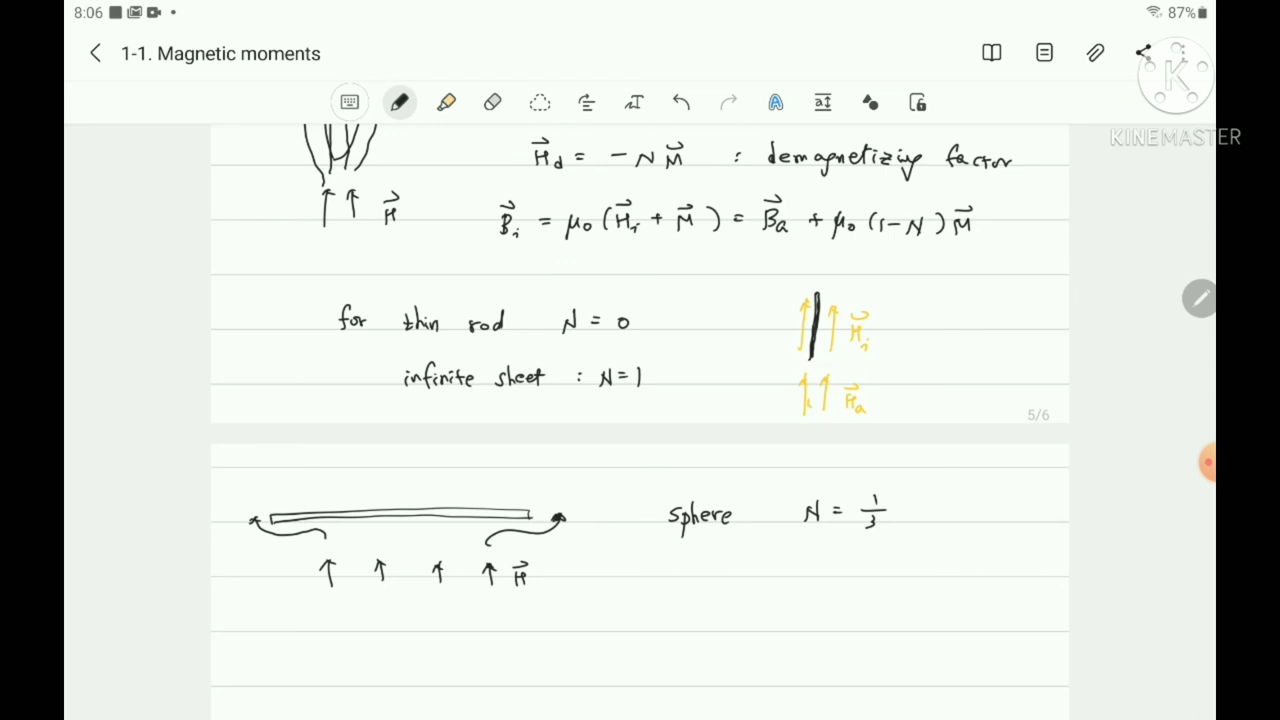 8:06 87%
1-1. Magnetic moments
KINEMASTER
H⃗d = − N M⃗ : demagnetizing factor
H⃗
B⃗i = μ0 (H⃗i + M⃗) = B⃗a + μ0 (1−N) M⃗
for thin rod N = 0
H⃗i
infinite sheet : N=1
H⃗a
5/6
sphere N = 1/3
H⃗